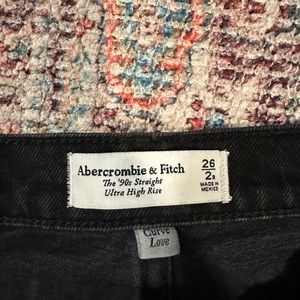 Abercrombie & Fitch
The '90s Straight
Ultra High Rise
26
2R
MADE IN
MEXICO
Curve
Love